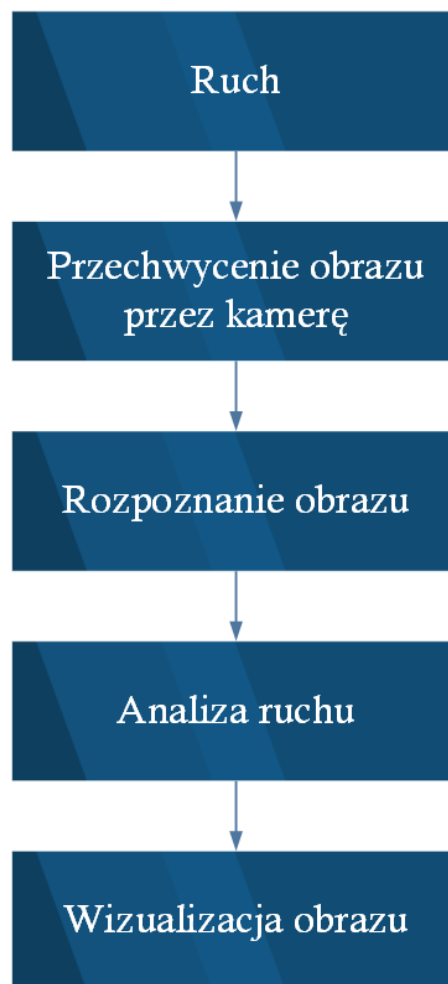 Ruch
Przechwycenie obrazu
przez kamerę
Rozpoznanie obrazu
Analiza ruchu
Wizualizacja obrazu